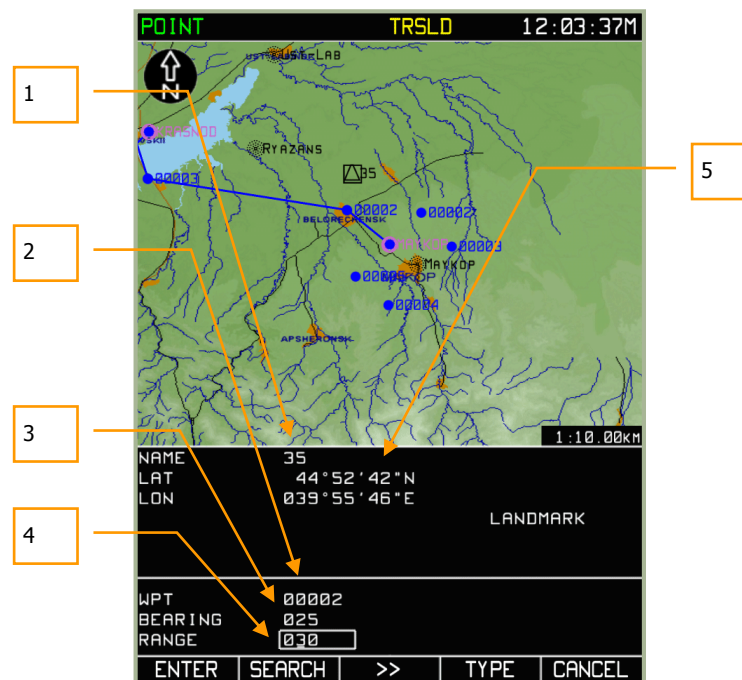 POINT TRSLD 12:03:37M
UST-LAB
N
RYAZANS
35
00003
00002
00002
BELORECHENSK
00003
MAYKOP
00004
APSHERONSK
1:10.00KM
NAME 35
LAT 44°52'42"N
LON 039°55'46"E
LANDMARK
WPT 00002
BEARING 025
RANGE 030
ENTER SEARCH >> TYPE CANCEL
1
2
3
4
5